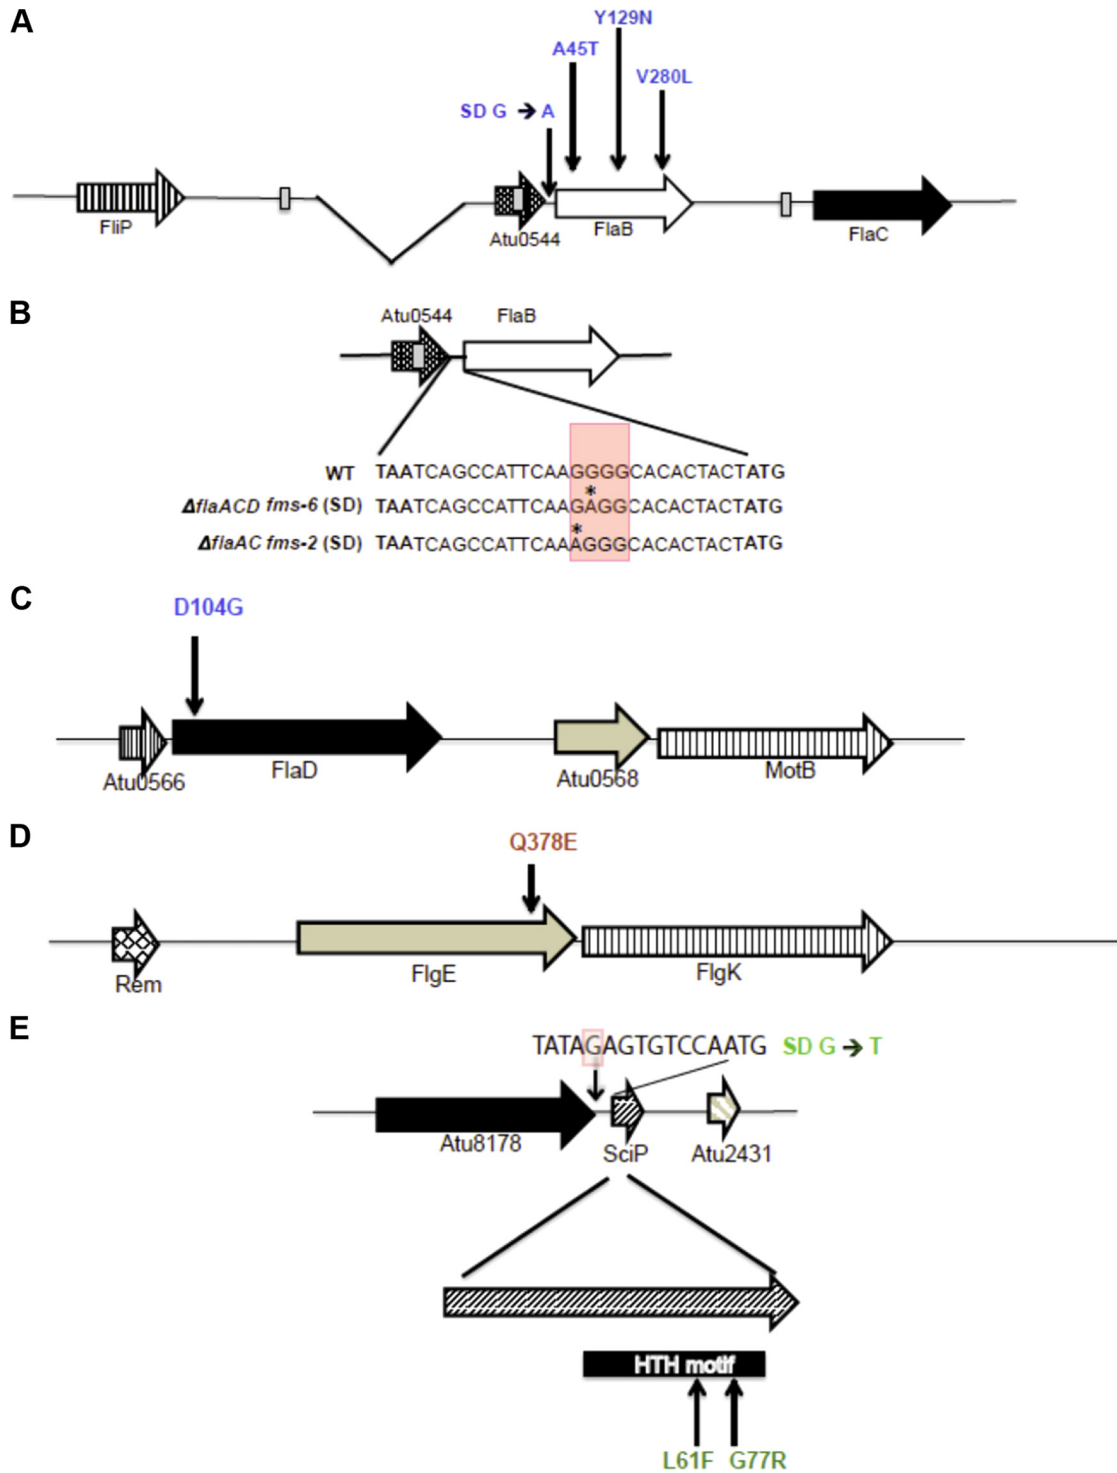 A
Y129N
A45T
V280L
SD G → A
FliP
Atu0544
FlaB
FlaC
B
Atu0544 FlaB
WT TAATCAGCCATTCAAGGGGCACACTACTATG
*
ΔflaACD fms-6 (SD) TAATCAGCCATTCAAGAGGCACACTACTATG
*
ΔflaAC fms-2 (SD) TAATCAGCCATTCAAAGGGCACACTACTATG
C
D104G
Atu0566
FlaD
Atu0568
MotB
D
Q378E
Rem
FlgE
FlgK
E
TATAGAGTGTCCAATG SD G → T
Atu8178
SciP
Atu2431
HTH motif
L61F G77R